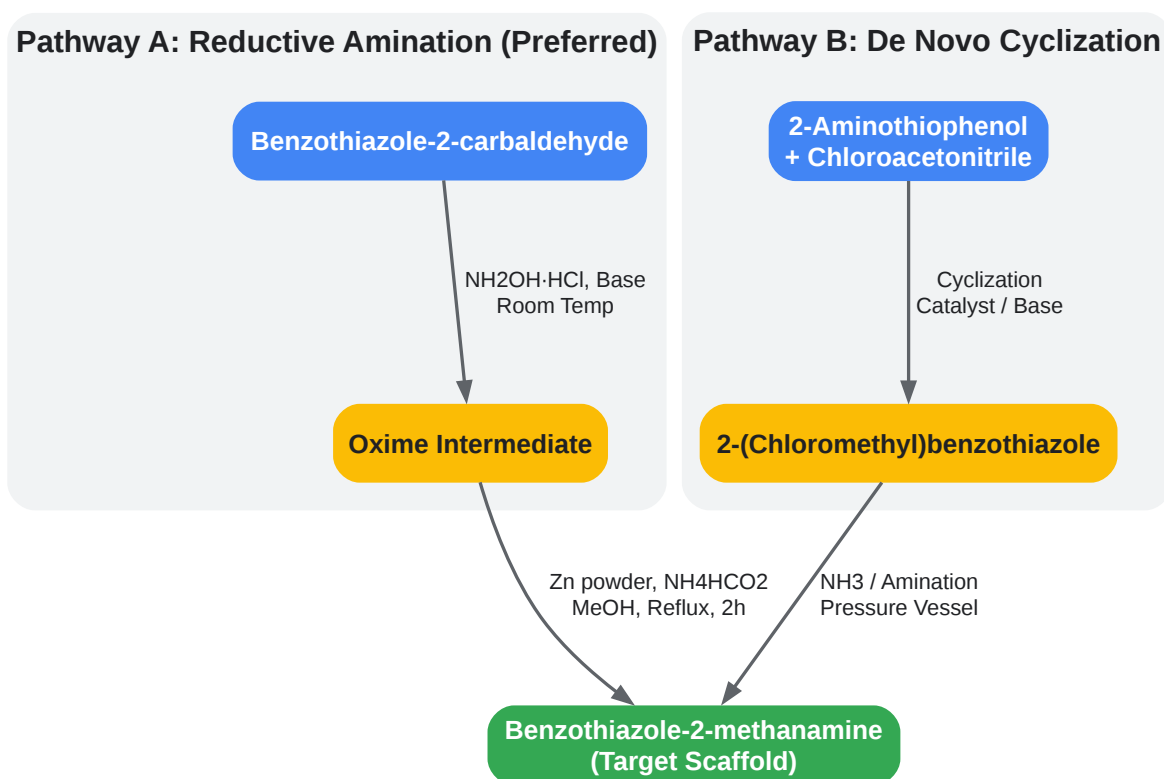 Pathway A: Reductive Amination (Preferred)
Benzothiazole-2-carbaldehyde
NH2OH·HCl, Base
Room Temp
Oxime Intermediate
Zn powder, NH4HCO2
MeOH, Reflux, 2h
Pathway B: De Novo Cyclization
2-Aminothiophenol
+ Chloroacetonitrile
Cyclization
Catalyst / Base
2-(Chloromethyl)benzothiazole
NH3 / Amination
Pressure Vessel
Benzothiazole-2-methanamine
(Target Scaffold)